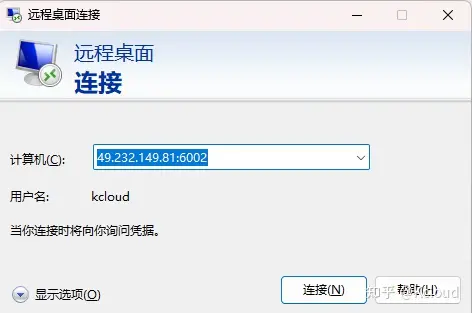 远程桌面连接
远程桌面
连接
计算机(C): 49.232.149.81:6002
用户名: kcloud
当你连接时将向你询问凭据。
显示选项(O) 连接(N) 帮助(H)
知乎 @kcloud